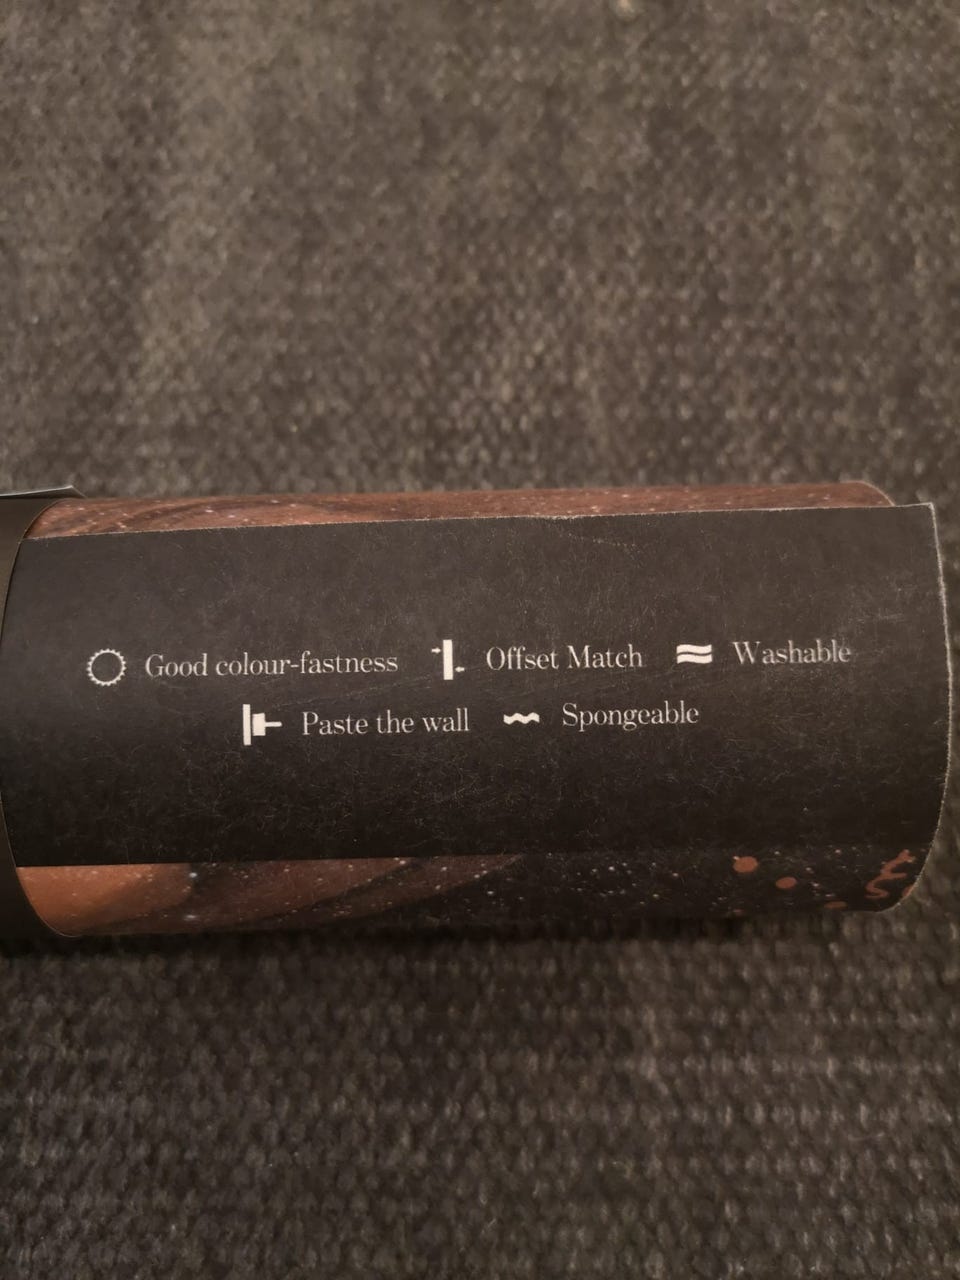 Good colour-fastness Offset Match Washable
Paste the wall Spongeable